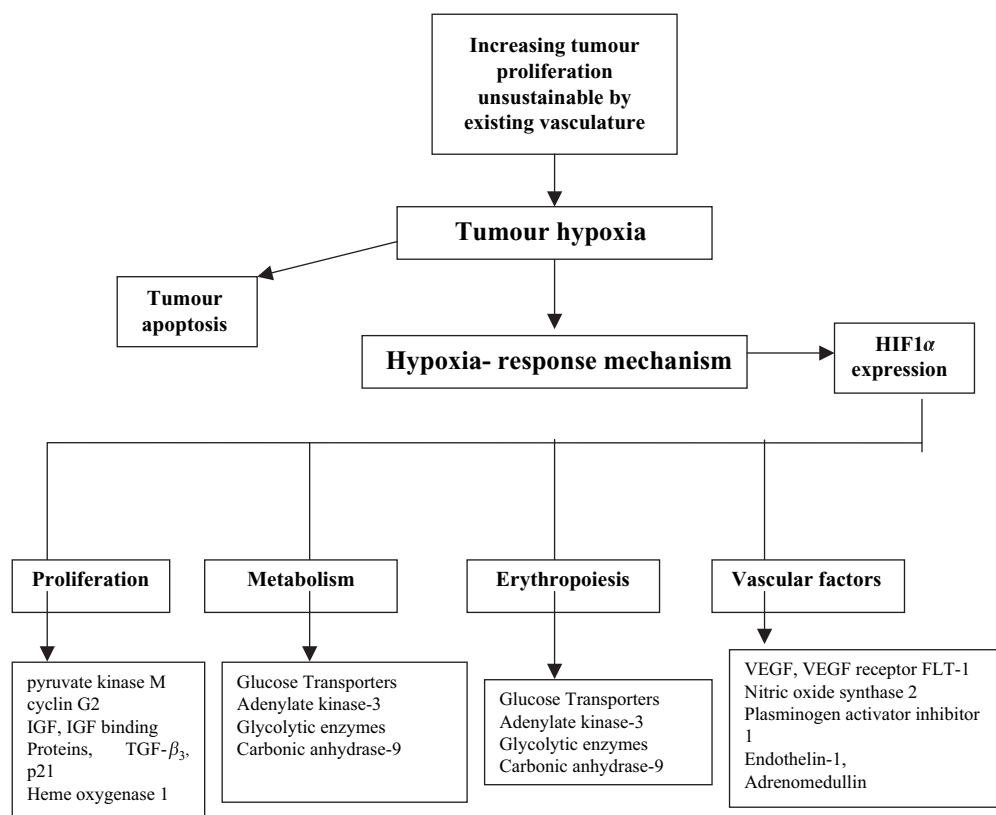 Increasing tumour
proliferation
unsustainable by
existing vasculature
Tumour hypoxia
Tumour
apoptosis
Hypoxia- response mechanism
HIF1α
expression
Proliferation
Metabolism
Erythropoiesis
Vascular factors
pyruvate kinase M
cyclin G2
IGF, IGF binding
Proteins, TGF-β₃,
p21
Heme oxygenase 1
Glucose Transporters
Adenylate kinase-3
Glycolytic enzymes
Carbonic anhydrase-9
Glucose Transporters
Adenylate kinase-3
Glycolytic enzymes
Carbonic anhydrase-9
VEGF, VEGF receptor FLT-1
Nitric oxide synthase 2
Plasminogen activator inhibitor
1
Endothelin-1,
Adrenomedullin